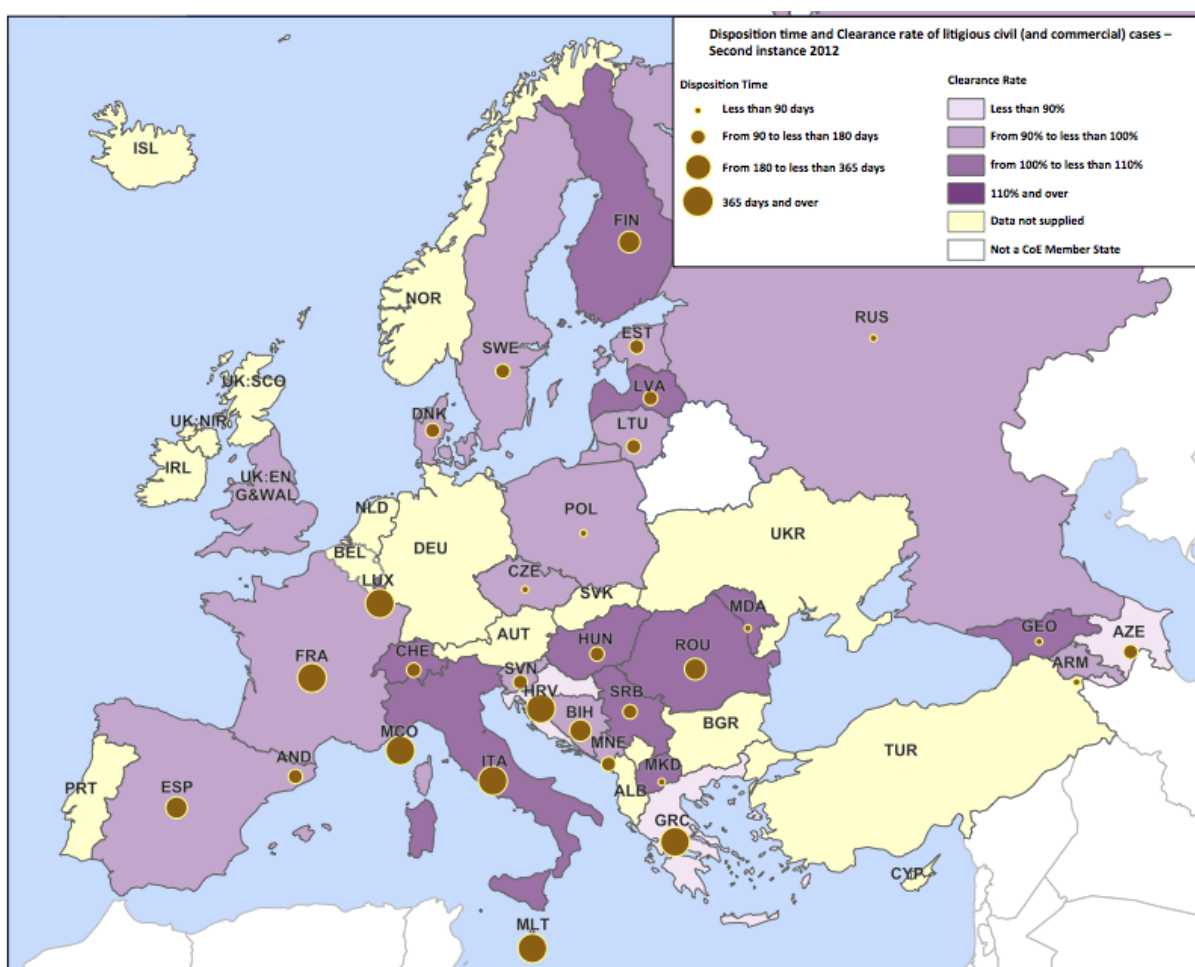 Disposition time and Clearance rate of litigious civil (and commercial) cases –
Second instance 2012
Disposition Time
Less than 90 days
From 90 to less than 180 days
From 180 to less than 365 days
365 days and over
Clearance Rate
Less than 90%
From 90% to less than 100%
from 100% to less than 110%
110% and over
Data not supplied
Not a CoE Member State
ISL
FIN
NOR
RUS
EST
SWE
UK:SCO
LVA
DNK
UK:NIR
LTU
IRL
UK:EN
G&WAL
NLD
POL
UKR
BEL
DEU
CZE
LUX
SVK
MDA
AUT
HUN
GEO
AZE
ROU
CHE
FRA
SVN
ARM
HRV
SRB
BIH
BGR
MCO
MNE
TUR
AND
ITA
MKD
PRT
ESP
ALB
GRC
CYP
MLT